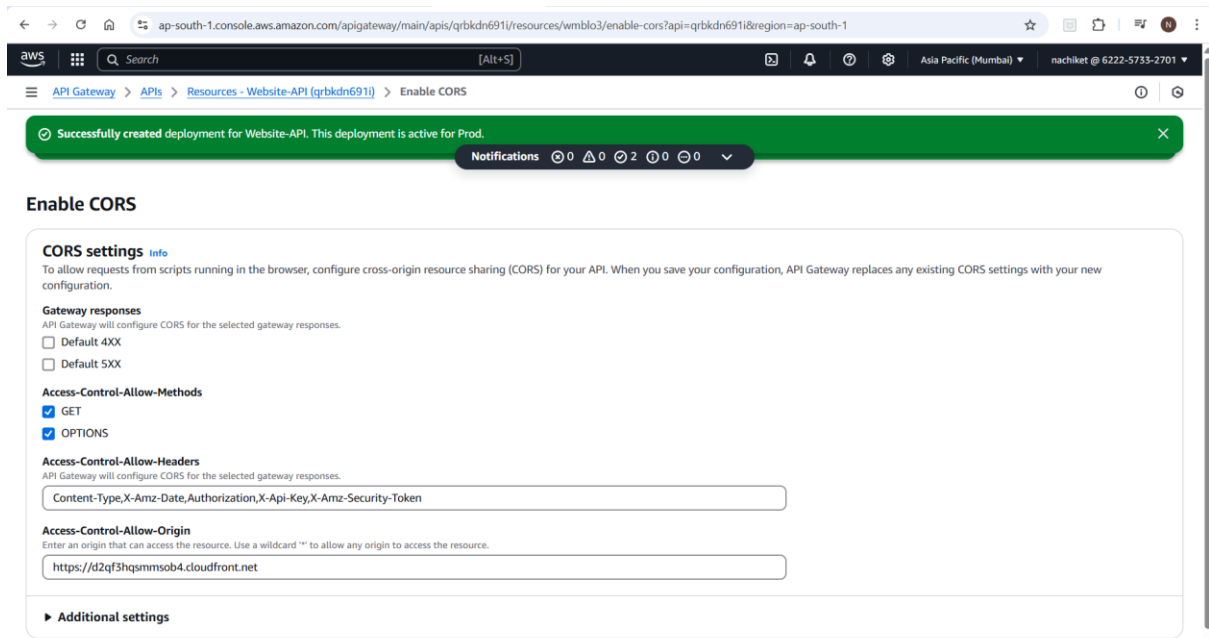 ap-south-1.console.aws.amazon.com/apigateway/main/apis/qrbkdn691i/resources/wmblo3/enable-cors?api=qrbkdn691i&region=ap-south-1
N
aws Search [Alt+S] Asia Pacific (Mumbai) ▼ nachiket @ 6222-5733-2701 ▼
API Gateway > APIs > Resources - Website-API (qrbkdn691i) > Enable CORS
Successfully created deployment for Website-API. This deployment is active for Prod.
Notifications 0 0 2 0 0
Enable CORS
CORS settings Info
To allow requests from scripts running in the browser, configure cross-origin resource sharing (CORS) for your API. When you save your configuration, API Gateway replaces any existing CORS settings with your new
configuration.
Gateway responses
API Gateway will configure CORS for the selected gateway responses.
Default 4XX
Default 5XX
Access-Control-Allow-Methods
GET
OPTIONS
Access-Control-Allow-Headers
API Gateway will configure CORS for the selected gateway responses.
Content-Type,X-Amz-Date,Authorization,X-Api-Key,X-Amz-Security-Token
Access-Control-Allow-Origin
Enter an origin that can access the resource. Use a wildcard '*' to allow any origin to access the resource.
https://d2qf3hqsmmsob4.cloudfront.net
Additional settings